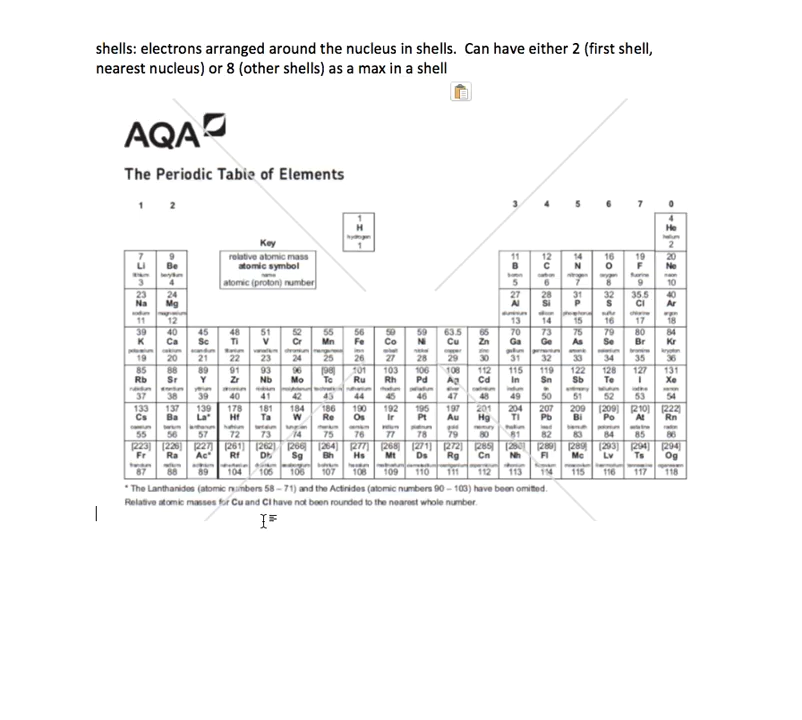 shells: electrons arranged around the nucleus in shells.  Can have either 2 (first shell,
nearest nucleus) or 8 (other shells) as a max in a shell
AQA
The Periodic Table of Elements
1 2 3 4 5 6 7 0
1 4
H He
hydrogen helium
1 2
Key
relative atomic mass
atomic symbol
name
atomic (proton) number
7 9 11 12 14 16 19 20
Li Be B C N O F Ne
3 4 5 6 7 8 9 10
23 24 27 28 31 32 35.5 40
Na Mg Al Si P S Cl Ar
11 12 13 14 15 16 17 18
39 40 45 48 51 52 55 56 59 59 63.5 65 70 73 75 79 80 84
K Ca Sc Ti V Cr Mn Fe Co Ni Cu Zn Ga Ge As Se Br Kr
19 20 21 22 23 24 25 26 27 28 29 30 31 32 33 34 35 36
85 88 89 91 93 96 [98] 101 103 106 108 112 115 119 122 128 127 131
Rb Sr Y Zr Nb Mo Tc Ru Rh Pd Ag Cd In Sn Sb Te I Xe
37 38 39 40 41 42 43 44 45 46 47 48 49 50 51 52 53 54
133 137 139 178 181 184 186 190 192 195 197 201 204 207 209 [209] [210] [222]
Cs Ba La* Hf Ta W Re Os Ir Pt Au Hg Tl Pb Bi Po At Rn
55 56 57 72 73 74 75 76 77 78 79 80 81 82 83 84 85 86
[223] [226] [227] [261] [262] [266] [264] [277] [268] [271] [272] [285] [286] [289] [289] [293] [294] [294]
Fr Ra Ac* Rf Db Sg Bh Hs Mt Ds Rg Cn Nh Fl Mc Lv Ts Og
87 88 89 104 105 106 107 108 109 110 111 112 113 114 115 116 117 118
* The Lanthanides (atomic numbers 58 – 71) and the Actinides (atomic numbers 90 – 103) have been omitted.
Relative atomic masses for Cu and Cl have not been rounded to the nearest whole number.